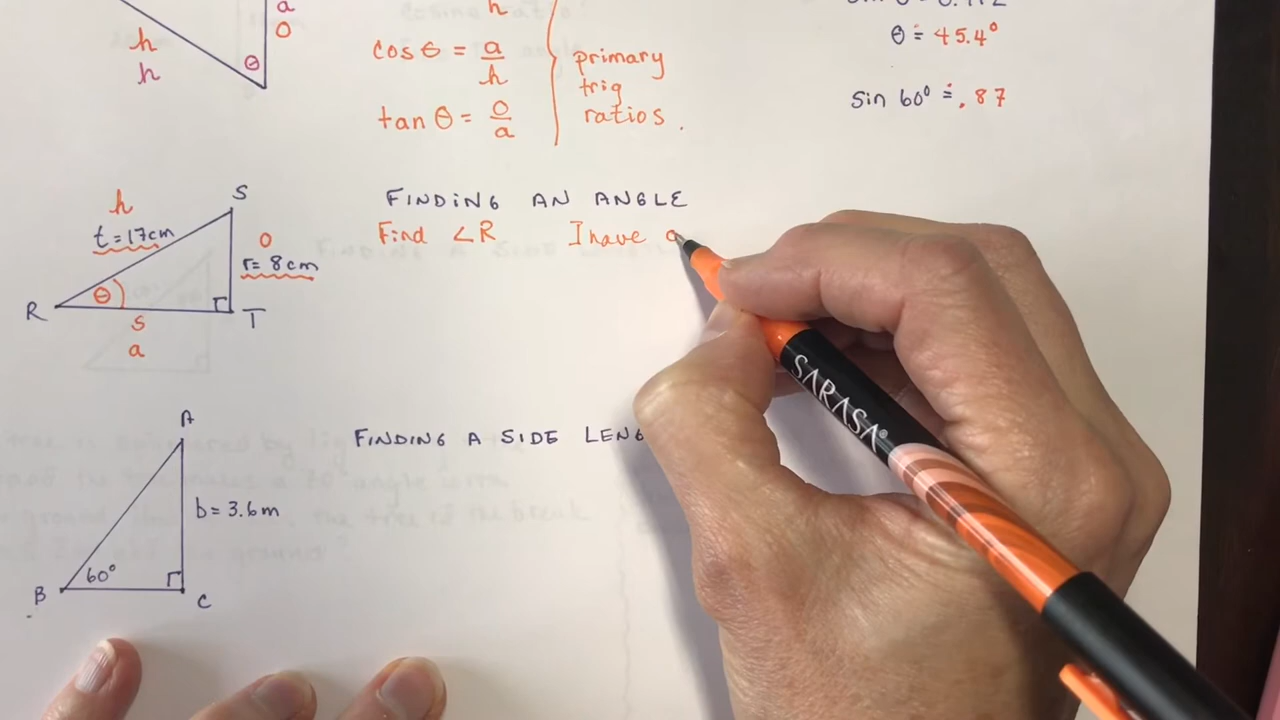 a
h
o
h
θ
h
h
cos θ = a
h
tan θ = o
a
primary
trig
ratios.
θ ≐ 45.4°
sin 60° ≐ .87
FINDING AN ANGLE
Find ∠R I have o
h
S
t = 17cm
o
r = 8cm
R
θ
s
T
a
SARASA®
FINDING A SIDE
A
b = 3.6m
60°
B
C